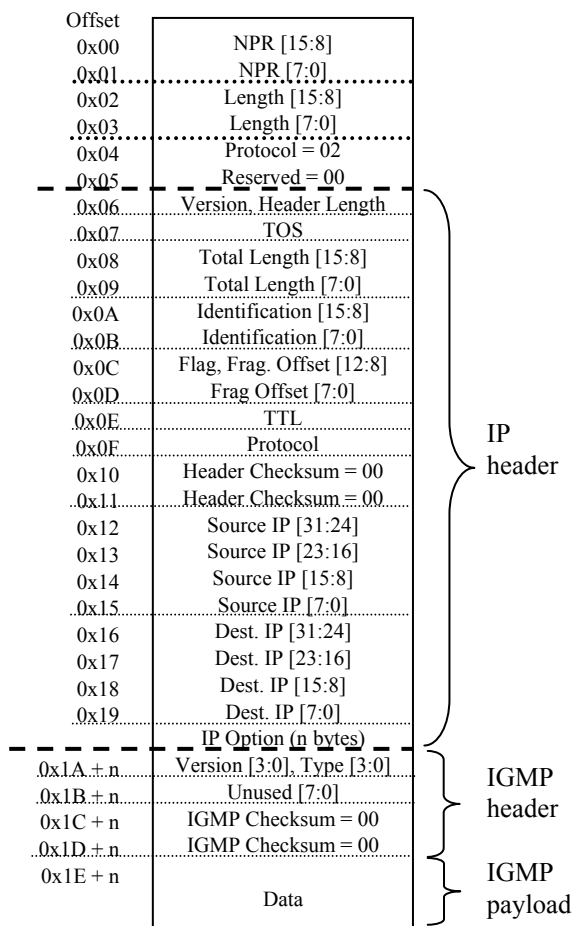 Offset
0x00 NPR [15:8]
0x01 NPR [7:0]
0x02 Length [15:8]
0x03 Length [7:0]
0x04 Protocol = 02
0x05 Reserved = 00
0x06 Version, Header Length
0x07 TOS
0x08 Total Length [15:8]
0x09 Total Length [7:0]
0x0A Identification [15:8]
0x0B Identification [7:0]
0x0C Flag, Frag. Offset [12:8]
0x0D Frag Offset [7:0]
0x0E TTL
0x0F Protocol
IP
header
0x10 Header Checksum = 00
0x11 Header Checksum = 00
0x12 Source IP [31:24]
0x13 Source IP [23:16]
0x14 Source IP [15:8]
0x15 Source IP [7:0]
0x16 Dest. IP [31:24]
0x17 Dest. IP [23:16]
0x18 Dest. IP [15:8]
0x19 Dest. IP [7:0]
IP Option (n bytes)
0x1A + n Version [3:0], Type [3:0]
0x1B + n Unused [7:0]
0x1C + n IGMP Checksum = 00
0x1D + n IGMP Checksum = 00
IGMP
header
0x1E + n
Data
IGMP
payload